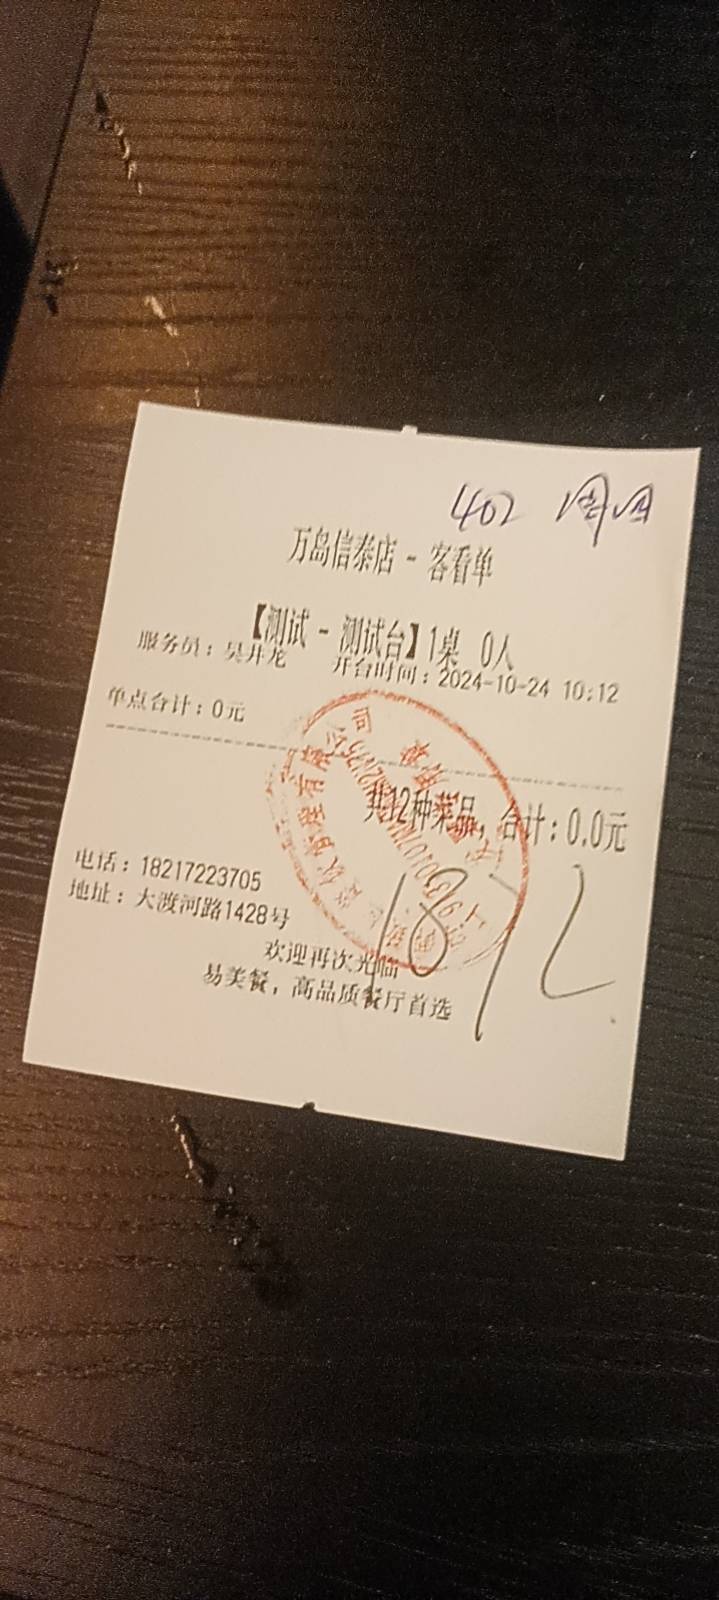 402
万岛信泰店 - 客看单
【测试 - 测试台】1桌 0人
服务员：吴井龙 开台时间：2024-10-24 10:12
单点合计：0元
共12种菜品，合计：0.0元
电话：18217223705
地址：大渡河路1428号
欢迎再次光临
易美餐，高品质餐厅首选